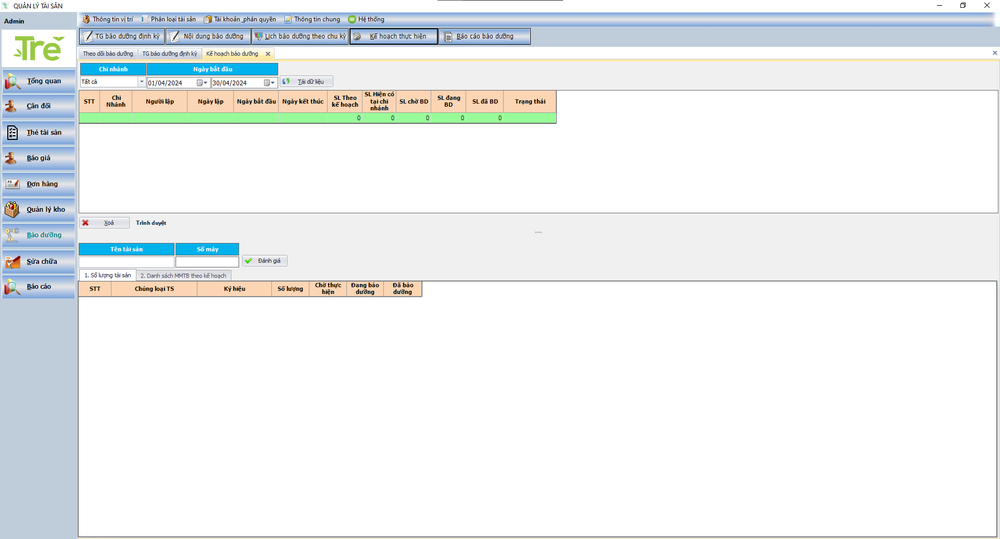 QUẢN LÝ TÀI SẢN
Admin
Thông tin vị trí
Phân loại tài sản
Tài khoản _phân quyền
Thông tin chung
Hệ thống
TG bảo dưỡng định kỳ
Nội dung bảo dưỡng
Lịch bảo dưỡng theo chu kỳ
Kế hoạch thực hiện
Báo cáo bảo dưỡng
Theo dõi bảo dưỡng
TG bảo dưỡng định kỳ
Kế hoạch bảo dưỡng
Trẻ
Tổng quan
Cân đối
Thẻ tài sản
Báo giá
PO
Đơn hàng
Quản lý kho
Bảo dưỡng
Sửa chữa
Báo cáo
Chi nhánh
Ngày bắt đầu
Tất cả
01/04/2024
30/04/2024
Tải dữ liệu
STT
Chi
Nhánh
Người lập
Ngày lập
Ngày bắt đầu
Ngày kết thúc
SL Theo
kế hoạch
SL Hiện có
tại chi
nhánh
SL chờ BD
SL đang
BD
SL đã BD
Trạng thái
0
0
0
0
0
Xoá
Trình duyệt
Tên tài sản
Số máy
Đánh giá
1. Số lượng tài sản
2. Danh sách MMTB theo kế hoạch
STT
Chủng loại TS
Ký hiệu
Số lượng
Chờ thực
hiện
Đang bảo
dưỡng
Đã bảo
dưỡng